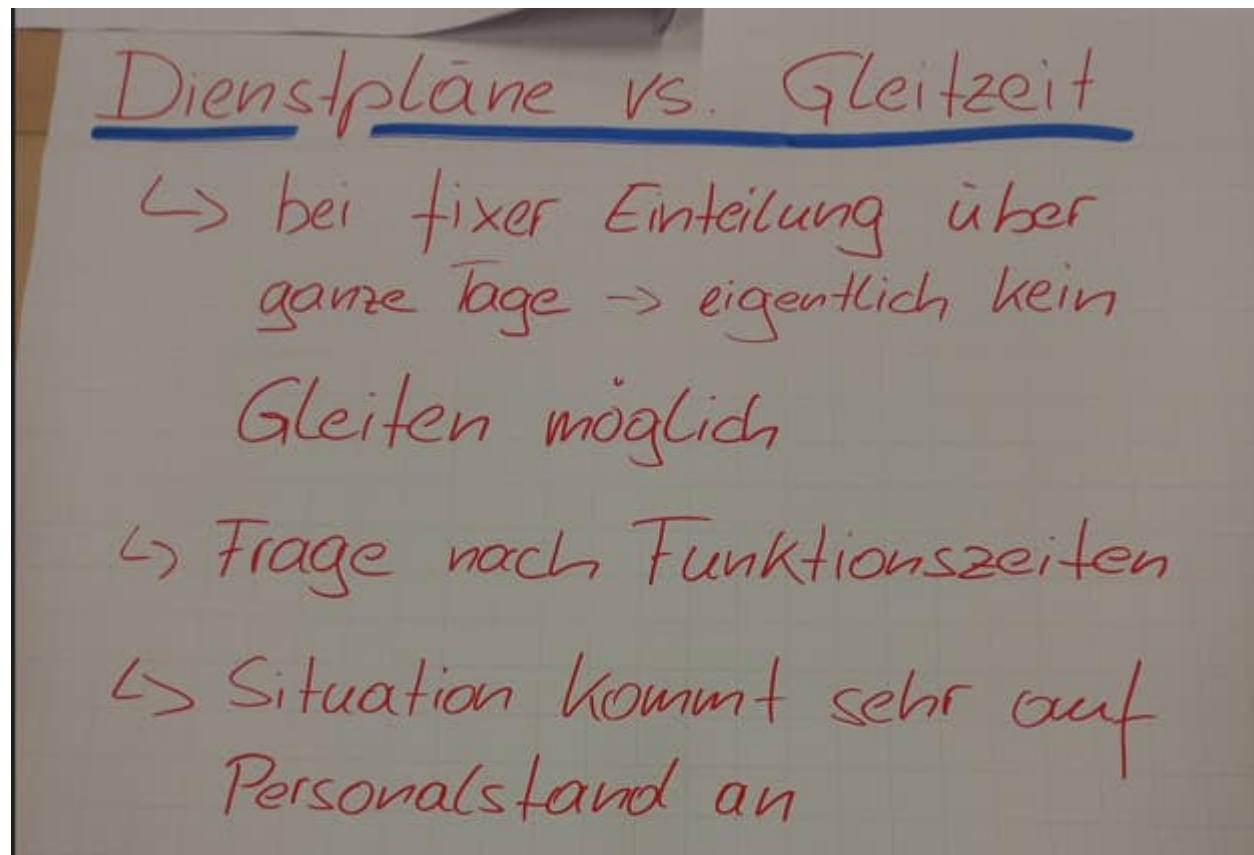 Dienstpläne vs. Gleitzeit
↳ bei fixer Einteilung über
ganze Tage → eigentlich kein
Gleiten möglich
↳ Frage nach Funktionszeiten
↳ Situation kommt sehr auf
Personalstand an